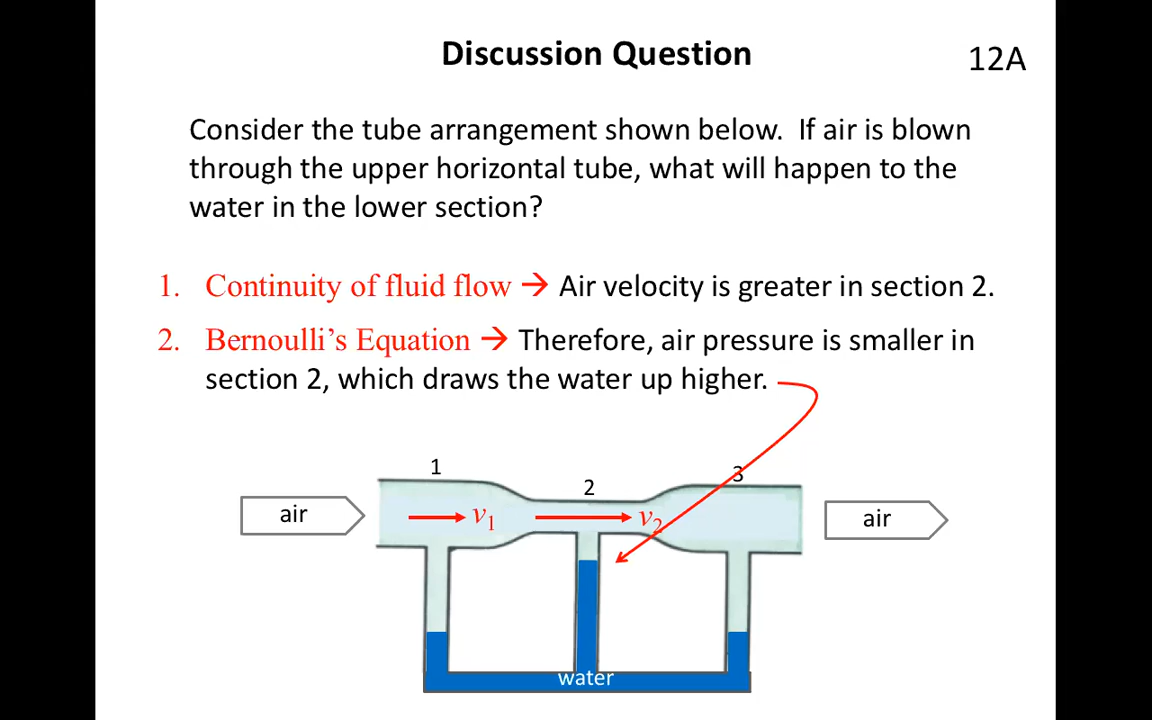 Discussion Question
12A
Consider the tube arrangement shown below. If air is blown
through the upper horizontal tube, what will happen to the
water in the lower section?
1. Continuity of fluid flow → Air velocity is greater in section 2.
2. Bernoulli’s Equation → Therefore, air pressure is smaller in
section 2, which draws the water up higher.
1
2
3
air
v1
v2
air
water